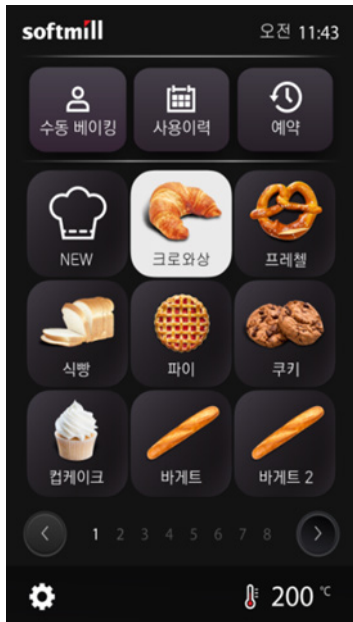 softmill
오전 11:43
수동 베이킹 사용이력 예약
NEW 크로와상 프레첼
식빵 파이 쿠키
컵케이크 바게트 바게트 2
1 2 3 4 5 6 7 8
200 ℃